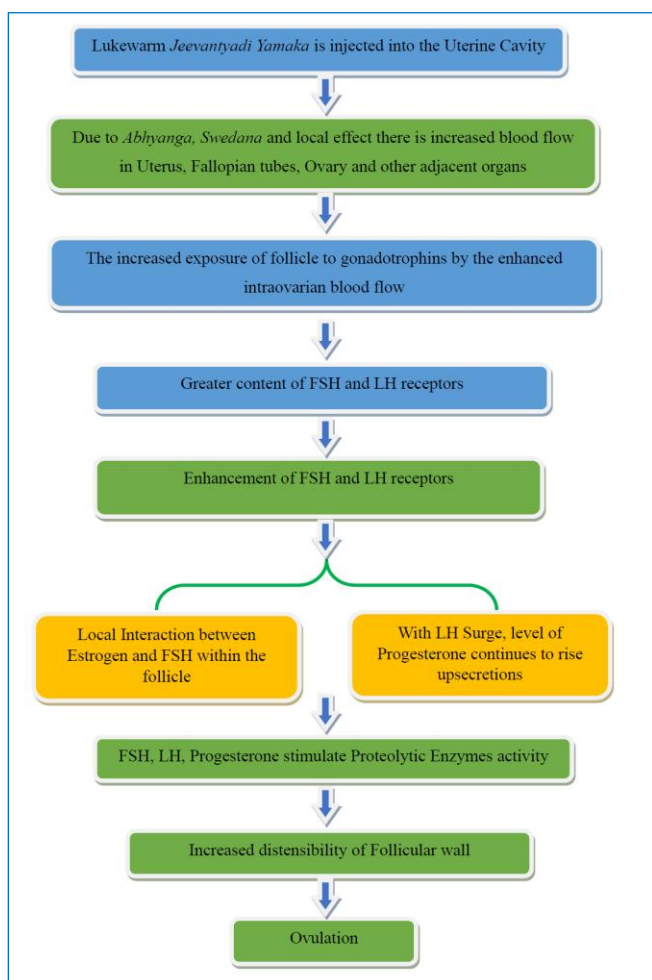 Lukewarm Jeevantyadi Yamaka is injected into the Uterine Cavity
Due to Abhyanga, Swedana and local effect there is increased blood flow
in Uterus, Fallopian tubes, Ovary and other adjacent organs
The increased exposure of follicle to gonadotrophins by the enhanced
intraovarian blood flow
Greater content of FSH and LH receptors
Enhancement of FSH and LH receptors
Local Interaction between
Estrogen and FSH within the
follicle
With LH Surge, level of
Progesterone continues to rise
upsecretions
FSH, LH, Progesterone stimulate Proteolytic Enzymes activity
Increased distensibility of Follicular wall
Ovulation